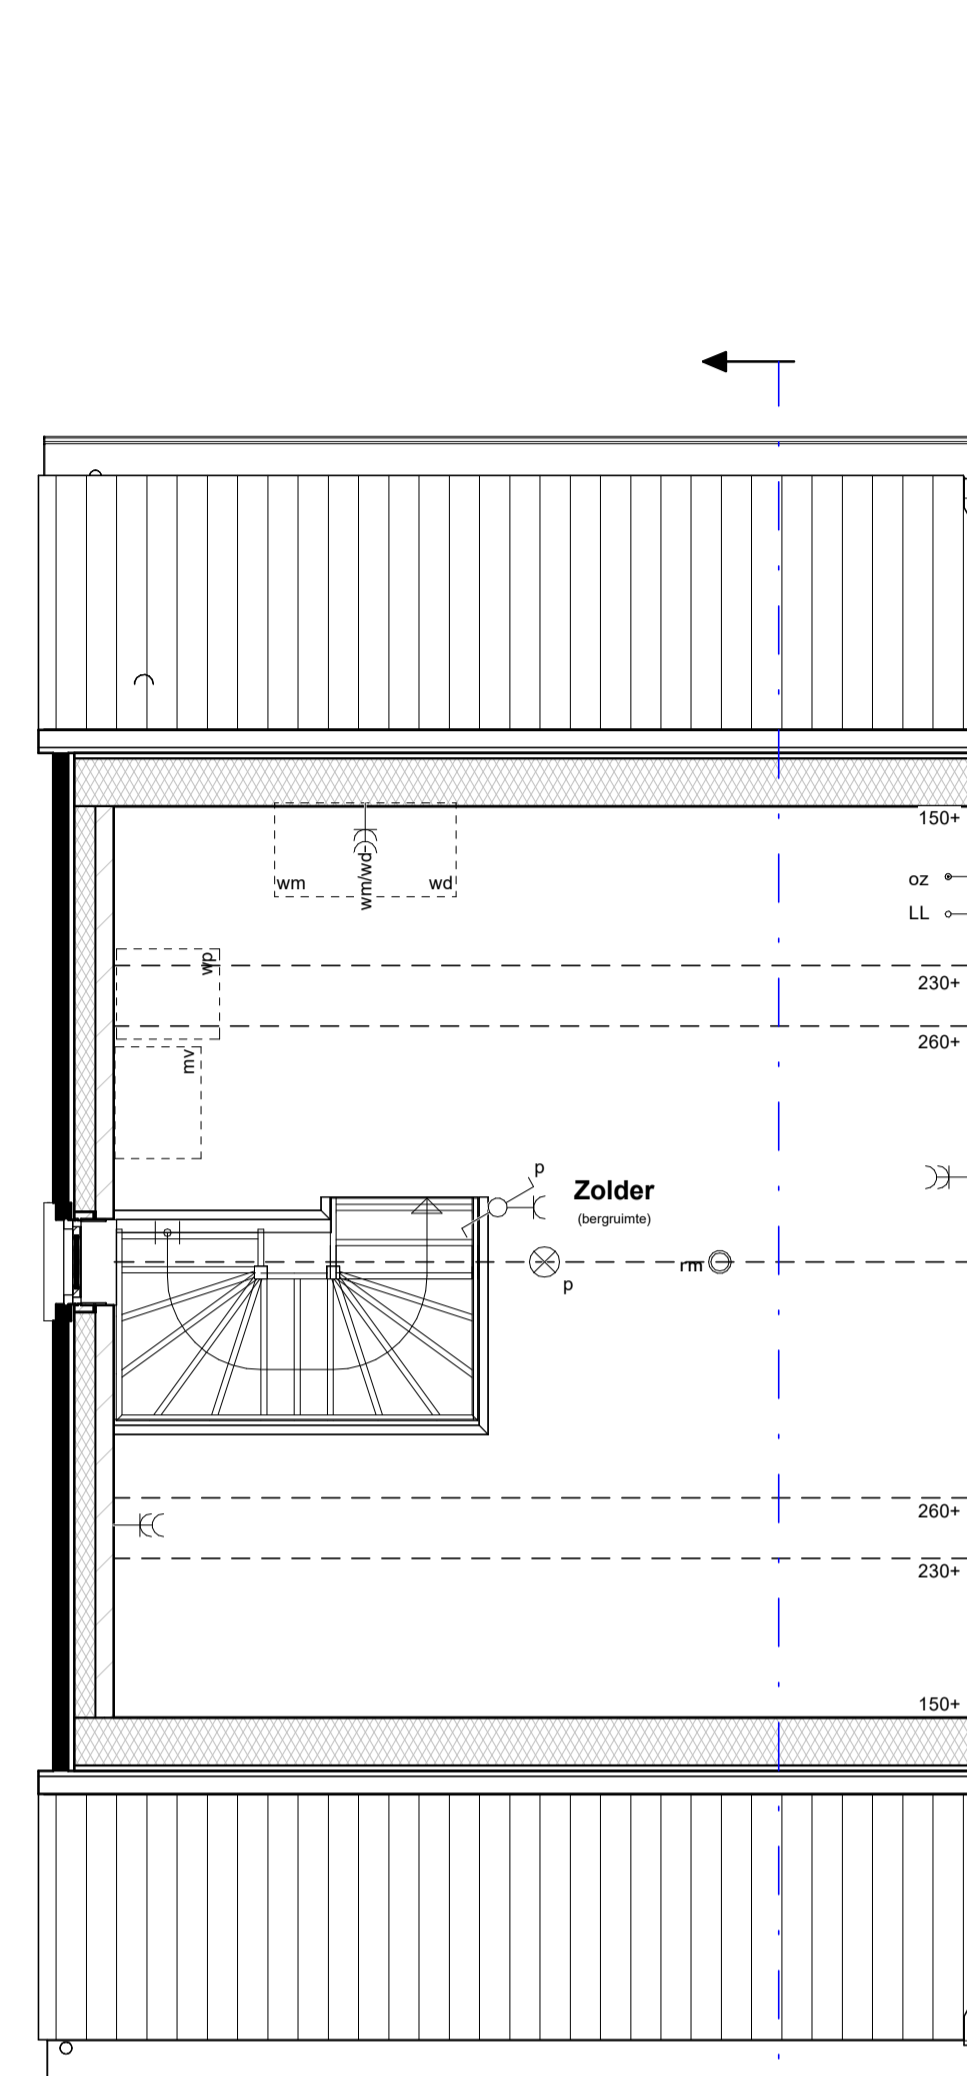 150+
wm
wm/wd
wd
oz
LL
wp
230+
260+
mv
p
Zolder
(bergruimte)
rm
p
260+
230+
150+